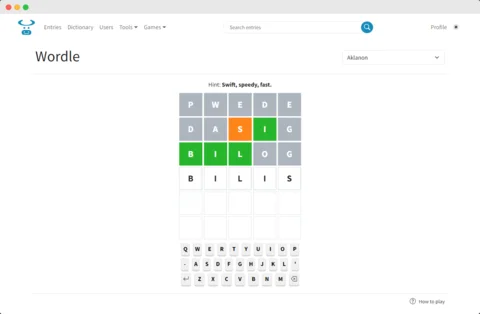 Entries Dictionary Users Tools Games Search entries Profile
Wordle Aklanon
Hint: Swift, speedy, fast.
P W E D E
D A S I G
B I L O G
B I L I S
Q W E R T Y U I O P
- A S D F G H J K L '
Z X C V B N M
How to play